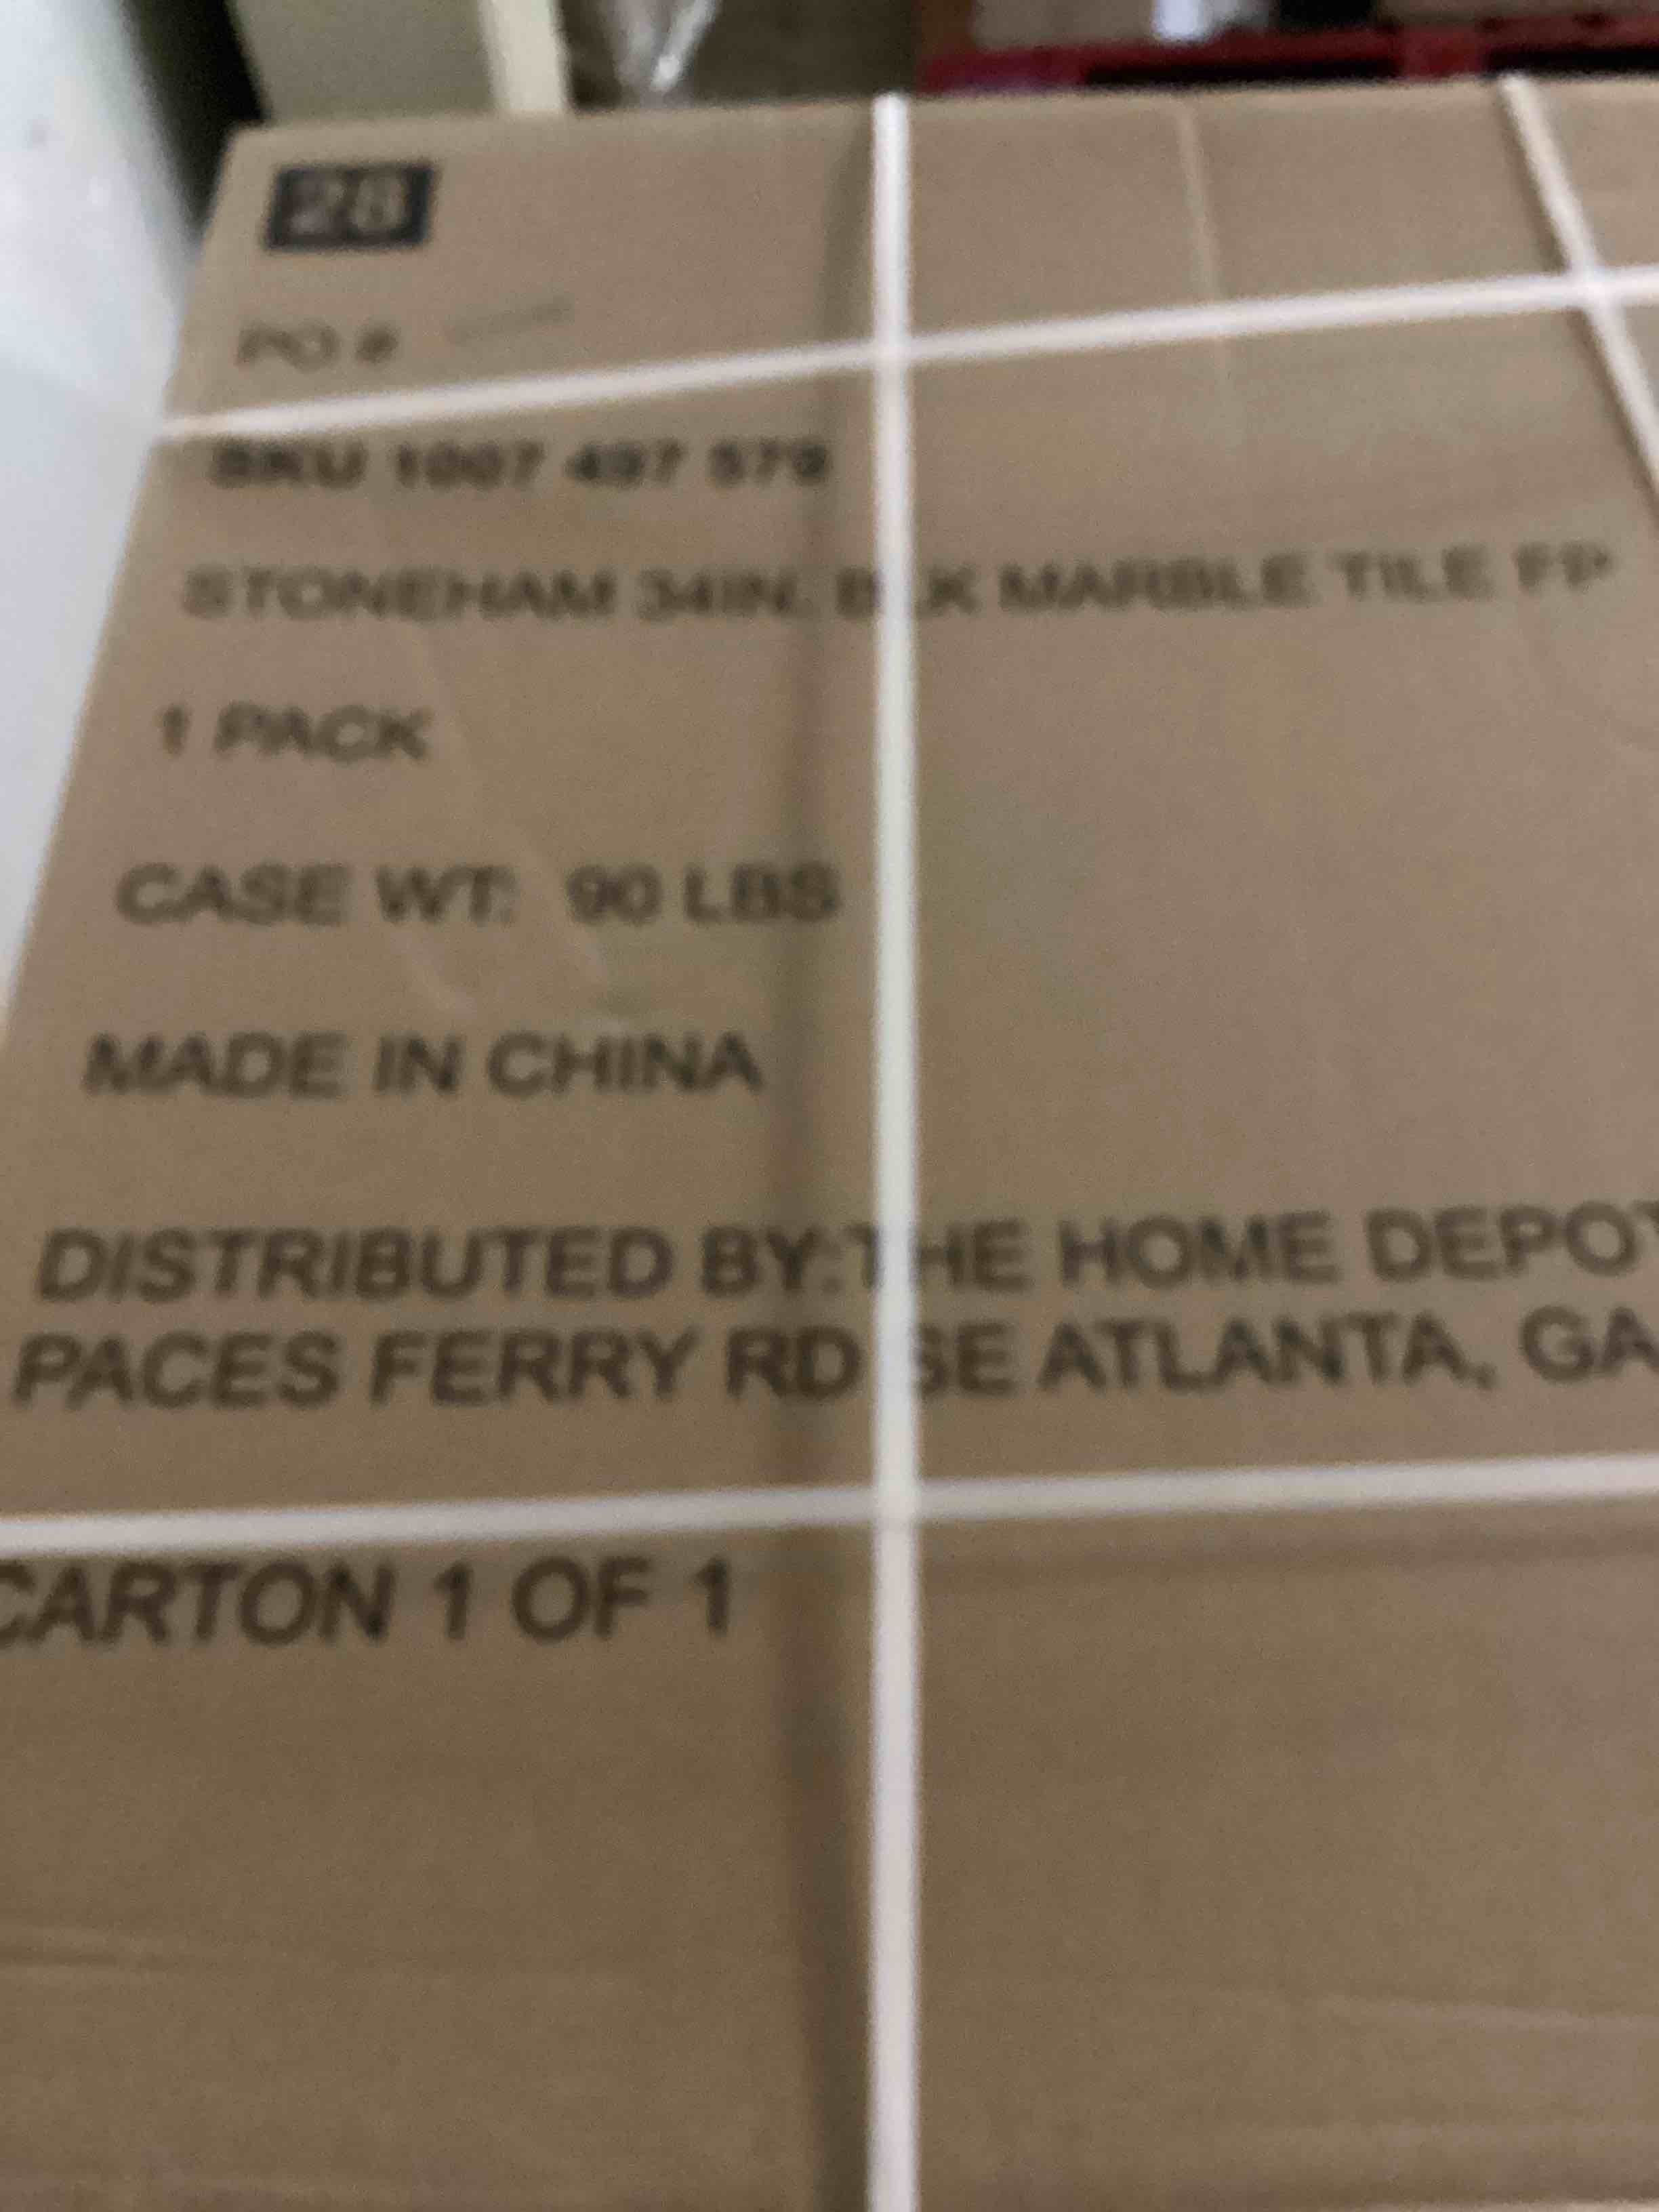 28
PO #
SKU 1007 497 579
STONEHAM 34IN. BLK MARBLE TILE FP
1 PACK
CASE WT: 90 LBS
MADE IN CHINA
DISTRIBUTED BY:THE HOME DEPOT
PACES FERRY RD SE ATLANTA, GA
CARTON 1 OF 1